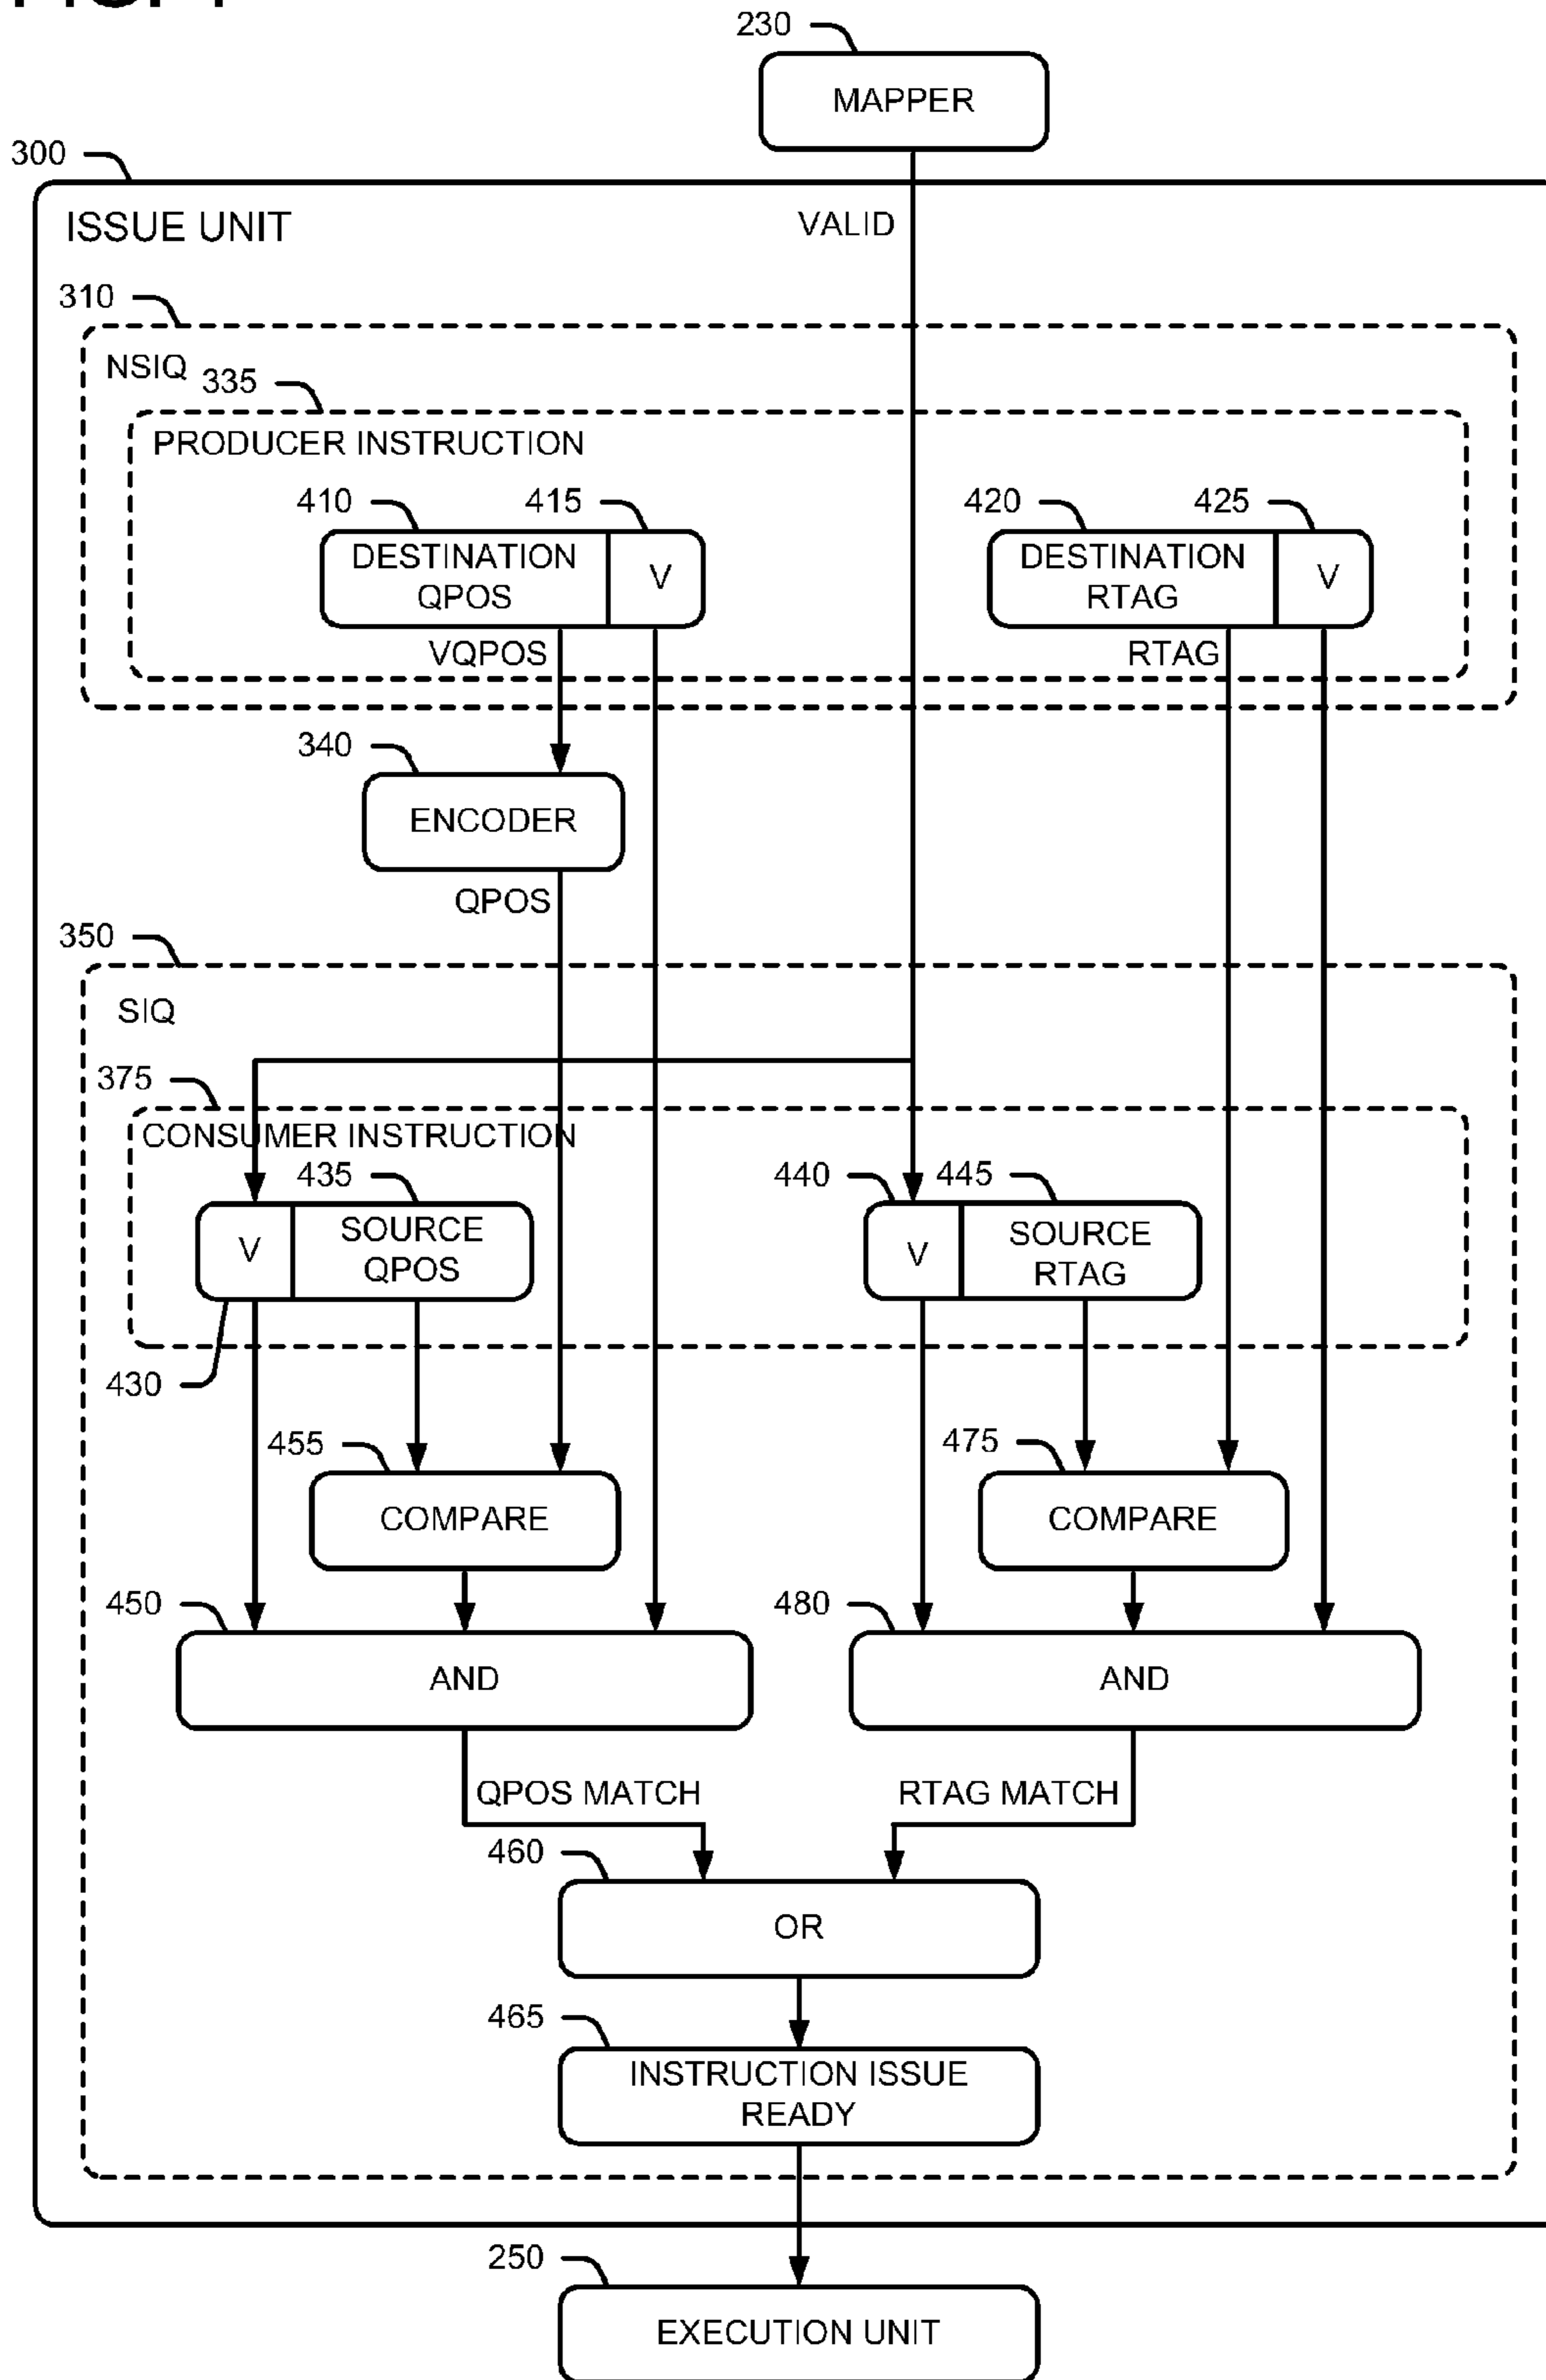 230
MAPPER
300
ISSUE UNIT
VALID
310
NSIQ
335
PRODUCER INSTRUCTION
410
415
420
425
DESTINATION
QPOS
V
DESTINATION
RTAG
V
VQPOS
RTAG
340
ENCODER
QPOS
350
SIQ
375
CONSUMER INSTRUCTION
435
440
445
V
SOURCE
QPOS
V
SOURCE
RTAG
430
455
475
COMPARE
COMPARE
450
480
AND
AND
QPOS MATCH
RTAG MATCH
460
OR
465
INSTRUCTION ISSUE
READY
250
EXECUTION UNIT